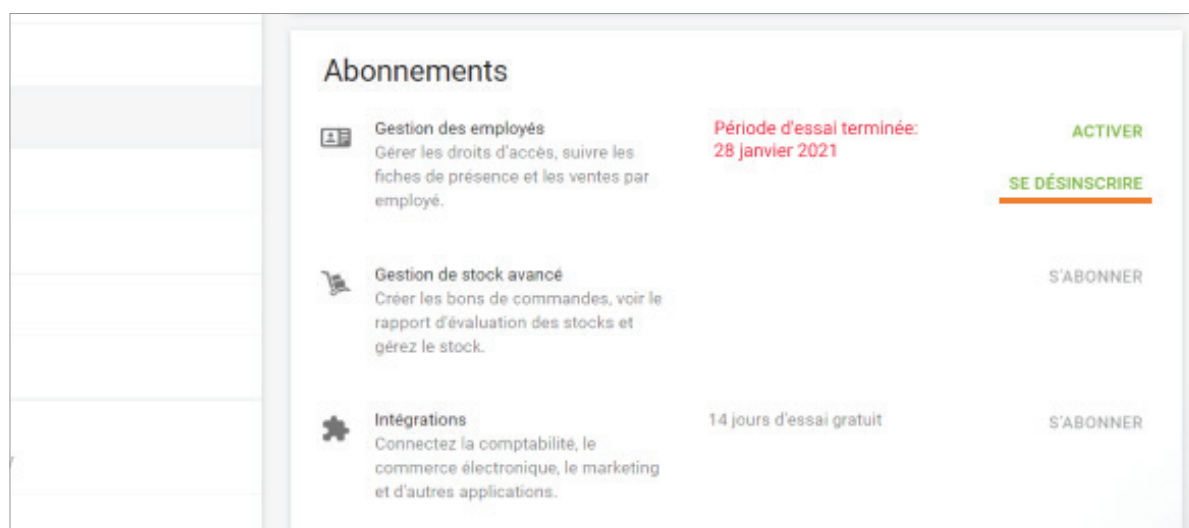 Abonnements
Gestion des employés
Gérer les droits d'accès, suivre les
fiches de présence et les ventes par
employé.
Période d'essai terminée:
28 janvier 2021
ACTIVER
SE DÉSINSCRIRE
Gestion de stock avancé
Créer les bons de commandes, voir le
rapport d'évaluation des stocks et
gérez le stock.
S'ABONNER
Intégrations
Connectez la comptabilité, le
commerce électronique, le marketing
et d'autres applications.
14 jours d'essai gratuit
S'ABONNER